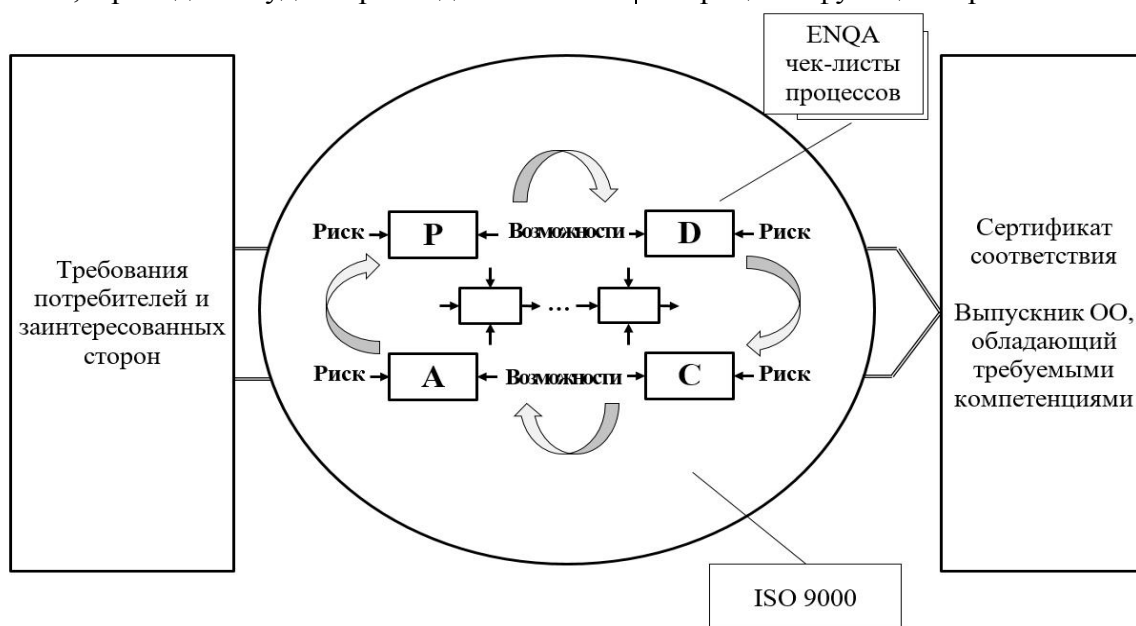 ENQA
чек-листы
процессов
Риск P Возможности D Риск
Требования
потребителей и
заинтересованных
сторон
...
Сертификат
соответствия
Выпускник ОО,
обладающий
требуемыми
компетенциями
Риск A Возможности C Риск
ISO 9000